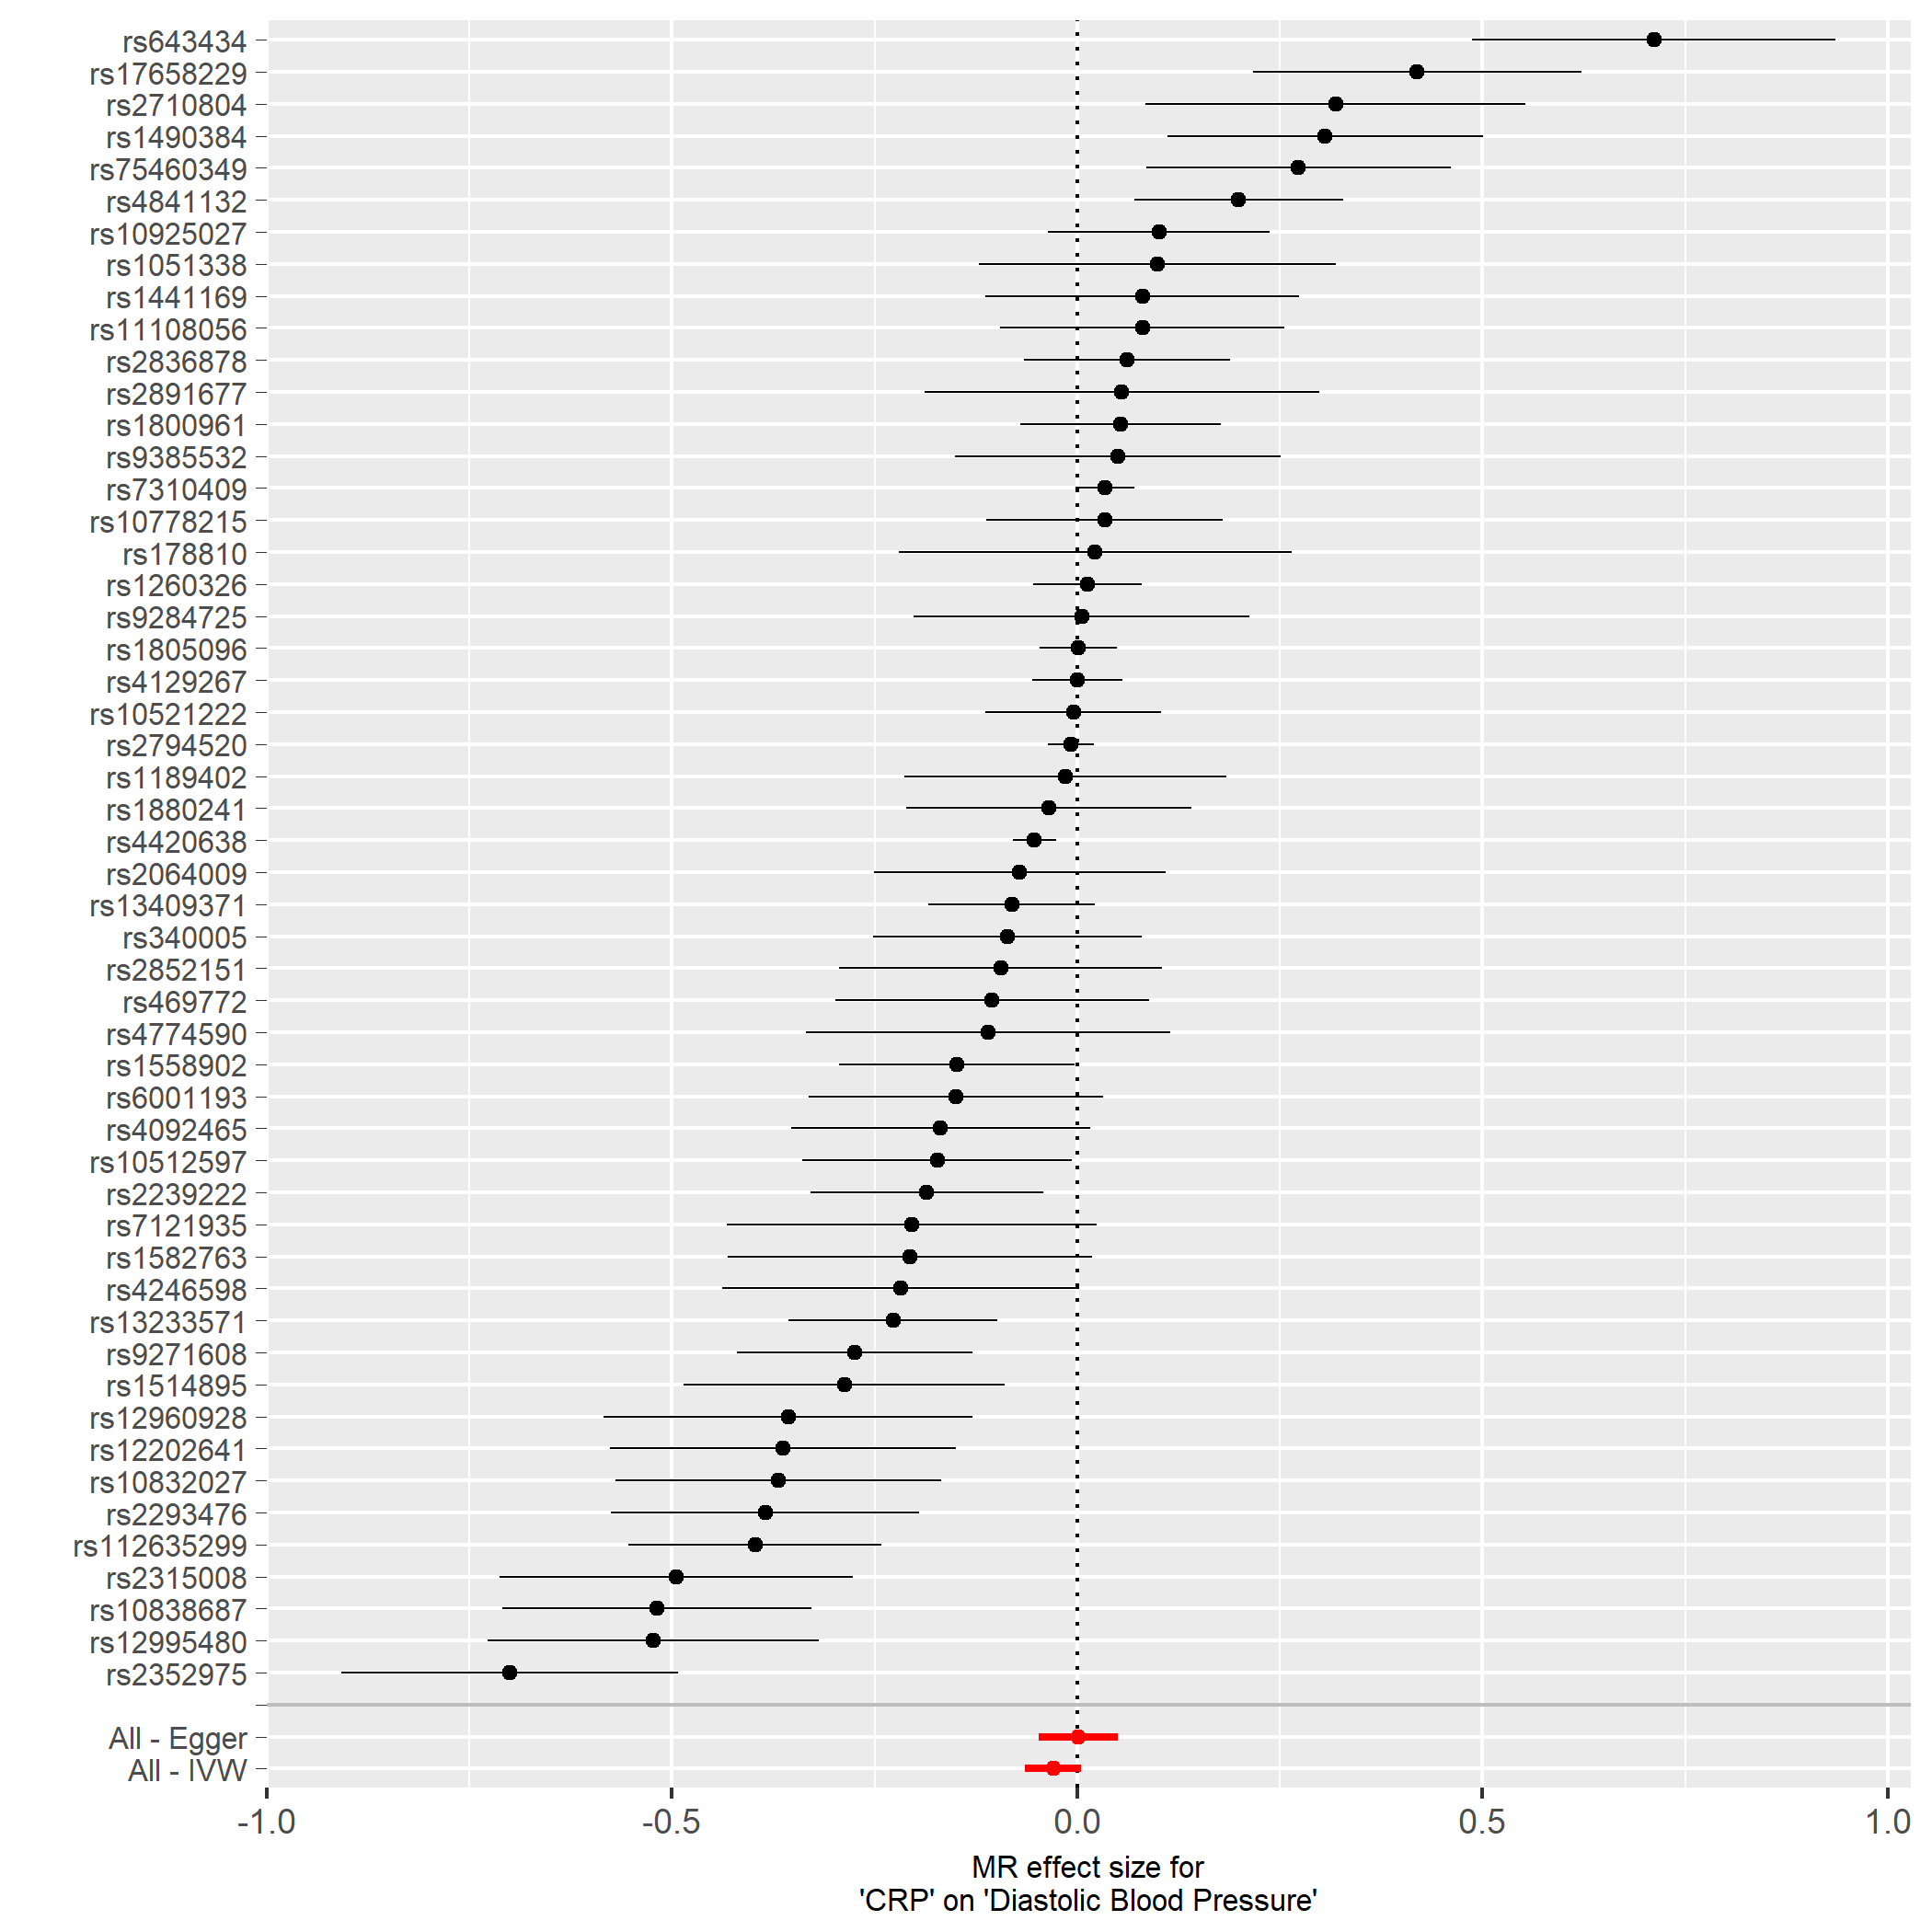 rs643434
rs17658229
rs2710804
rs1490384
rs75460349
rs4841132
rs10925027
rs1051338
rs1441169
rs11108056
rs2836878
rs2891677
rs1800961
rs9385532
rs7310409
rs10778215
rs178810
rs1260326
rs9284725
rs1805096
rs4129267
rs10521222
rs2794520
rs1189402
rs1880241
rs4420638
rs2064009
rs13409371
rs340005
rs2852151
rs469772
rs4774590
rs1558902
rs6001193
rs4092465
rs10512597
rs2239222
rs7121935
rs1582763
rs4246598
rs13233571
rs9271608
rs1514895
rs12960928
rs12202641
rs10832027
rs2293476
rs112635299
rs2315008
rs10838687
rs12995480
rs2352975
All - Egger
All - IVW
-1.0 -0.5 0.0 0.5 1.0
MR effect size for
'CRP' on 'Diastolic Blood Pressure'